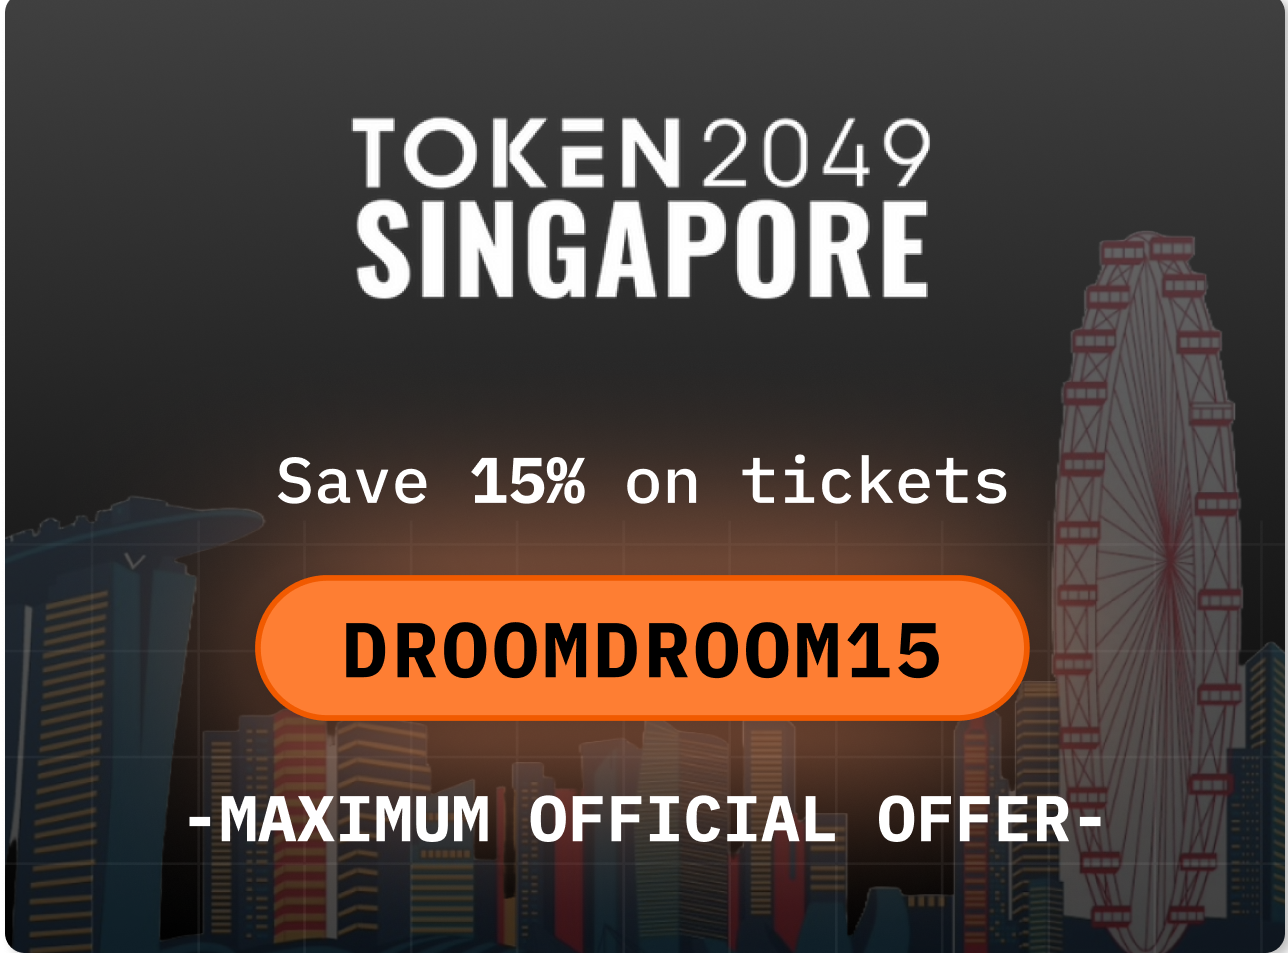 TOKEN2049
SINGAPORE
Save 15% on tickets
DROOMDROOM15
-MAXIMUM OFFICIAL OFFER-